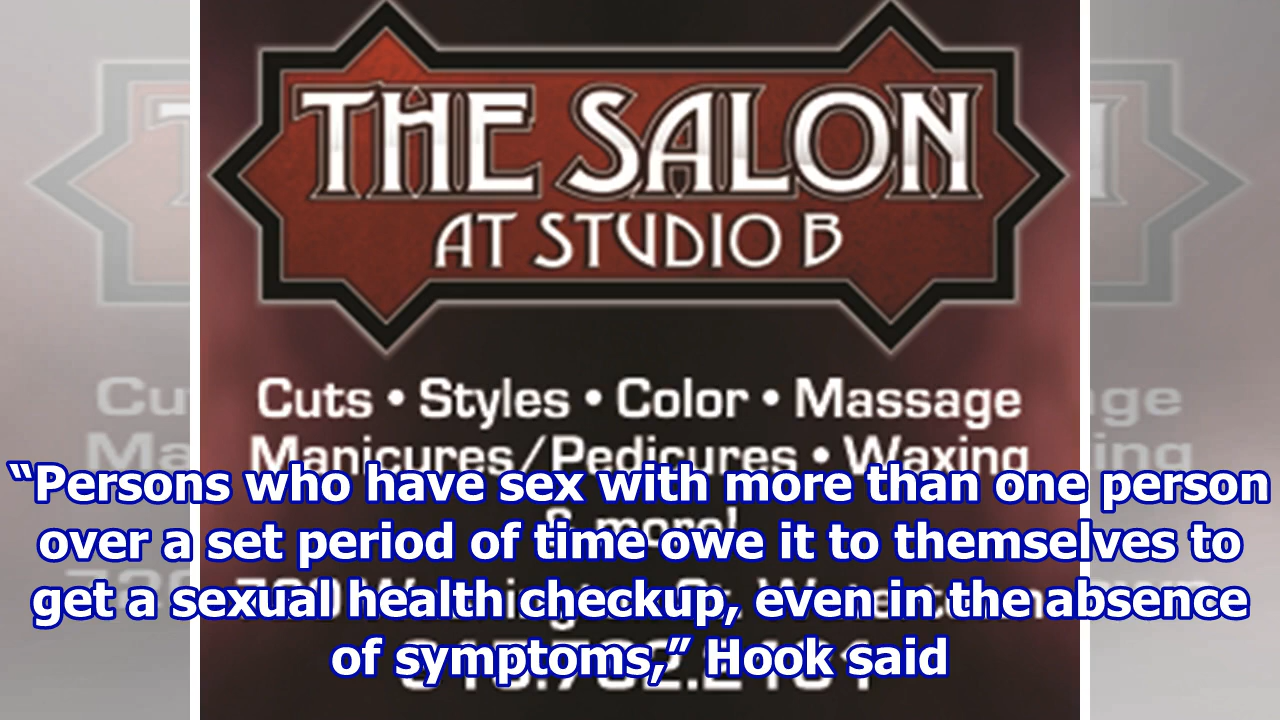 THE SALON
AT STUDIO B
Cuts • Styles • Color • Massage
Manicures/Pedicures • Waxing
& more!
“Persons who have sex with more than one person
over a set period of time owe it to themselves to
get a sexual health checkup, even in the absence
of symptoms,” Hook said